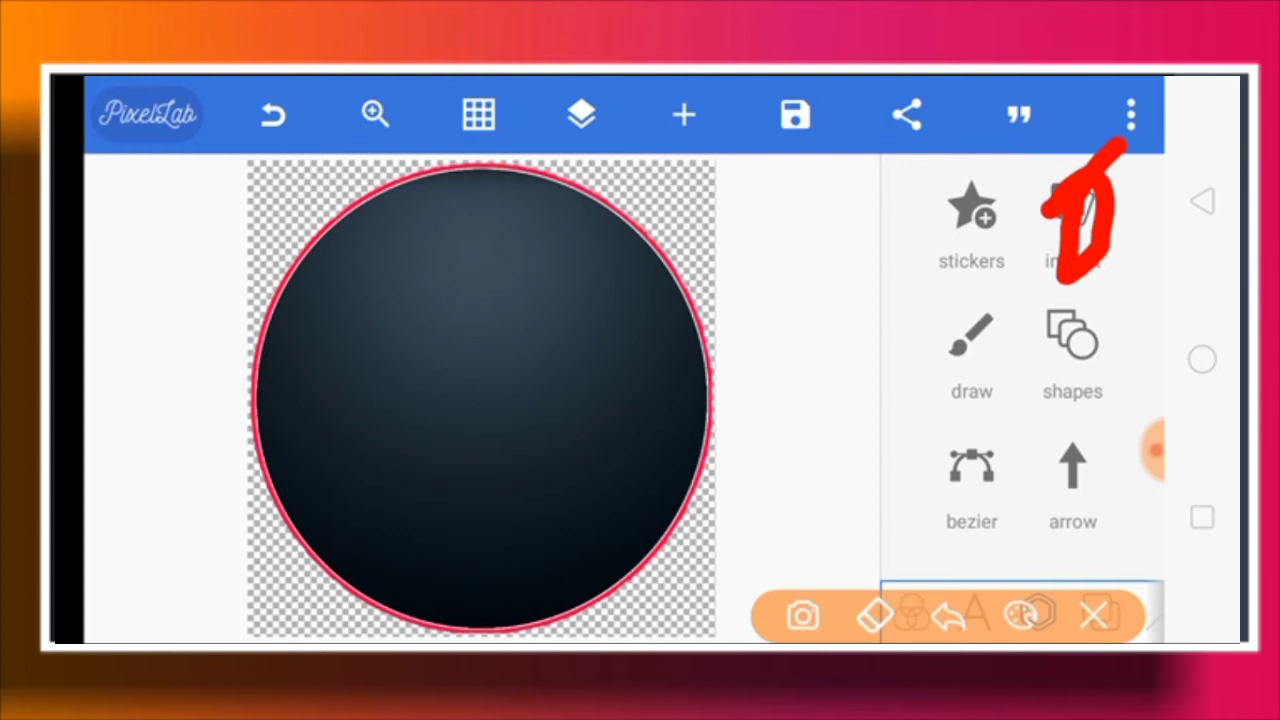 PixelLab
stickers
draw
shapes
bezier
arrow